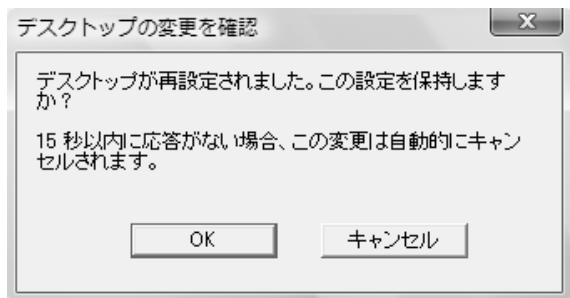 デスクトップの変更を確認
デスクトップが再設定されました。この設定を保持します
か?
15 秒以内に応答がない場合、この変更は自動的にキャン
セルされます。
OK
キャンセル